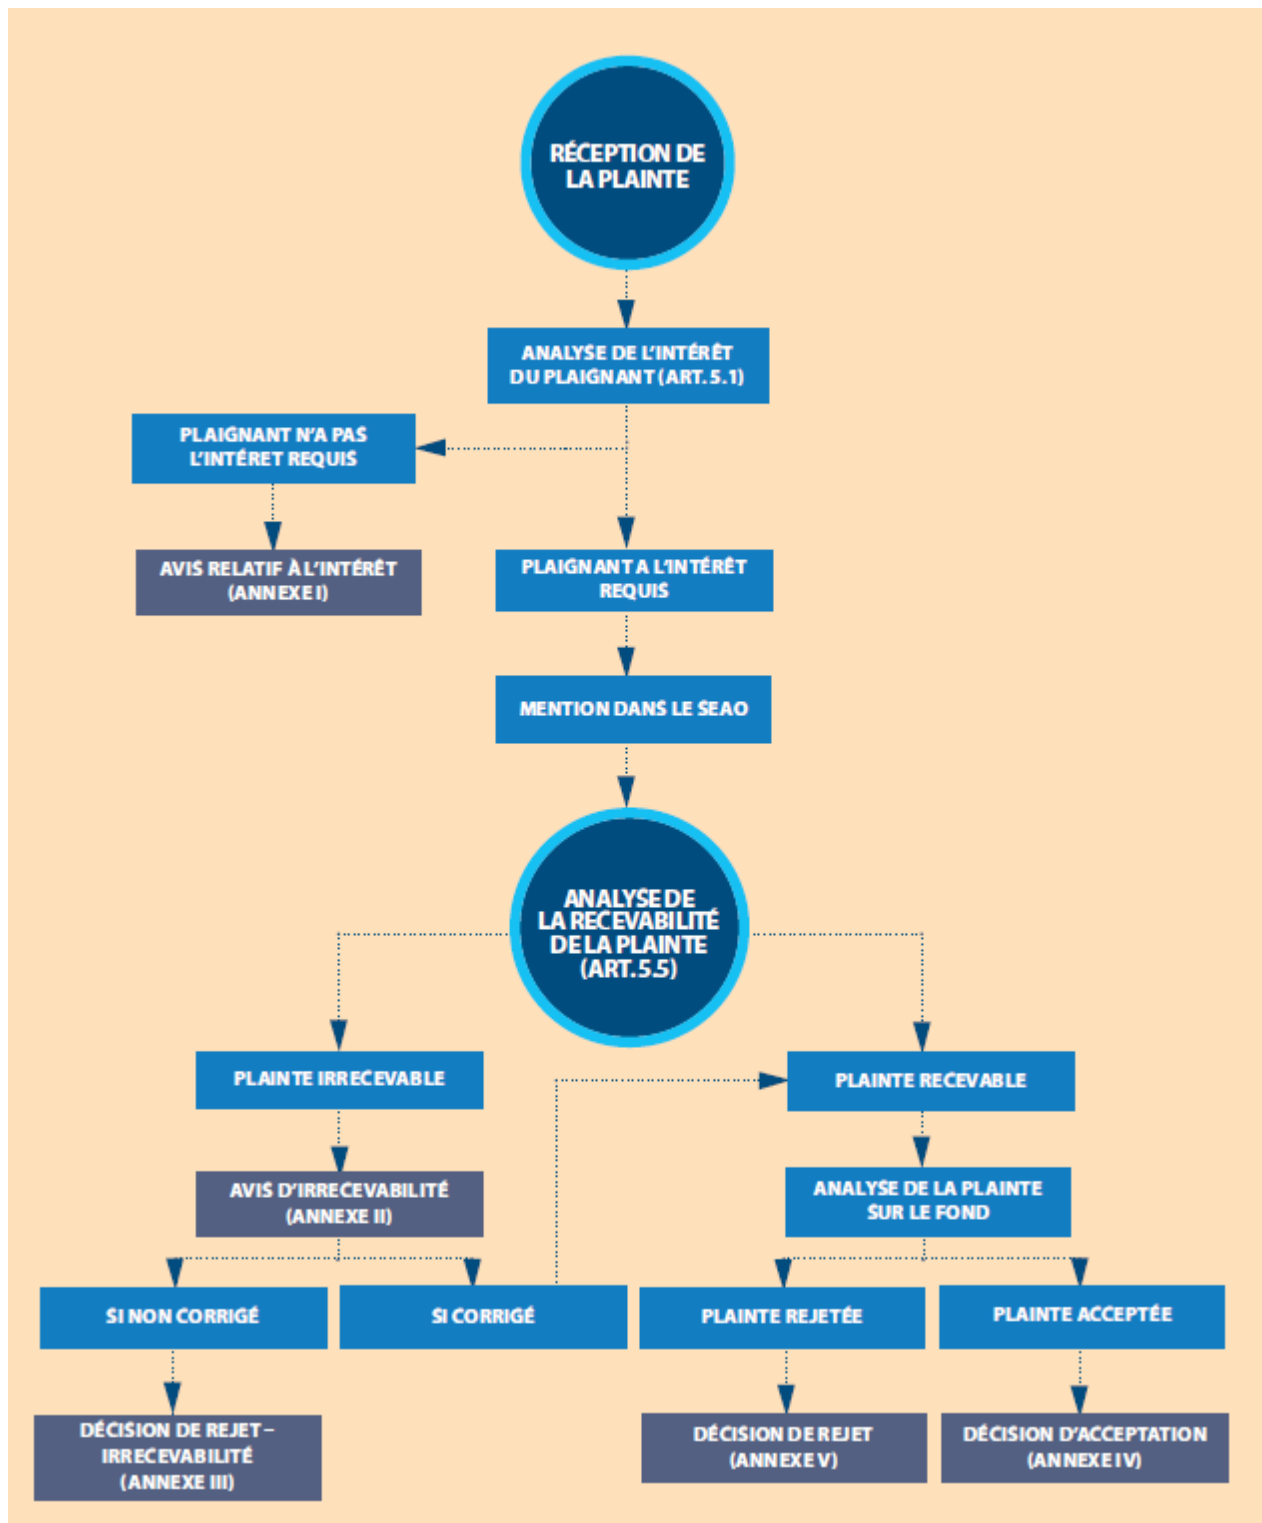 RÉCEPTION DE
LA PLAINTE
ANALYSE DE L'INTÉRÊT
DU PLAIGNANT (ART. 5.1)
PLAIGNANT N'A PAS
L'INTÉRET REQUIS
AVIS RELATIF À L'INTÉRÊT
(ANNEXE I)
PLAIGNANT A L'INTÉRÊT
REQUIS
MENTION DANS LE SEAO
ANALYSE DE
LA RECEVABILITÉ
DE LA PLAINTE
(ART. 5.5)
PLAINTE IRRECEVABLE
PLAINTE RECEVABLE
AVIS D'IRRECEVABILITÉ
(ANNEXE II)
ANALYSE DE LA PLAINTE
SUR LE FOND
SI NON CORRIGÉ
SI CORRIGÉ
PLAINTE REJETÉE
PLAINTE ACCEPTÉE
DÉCISION DE REJET –
IRRECEVABILITÉ
(ANNEXE III)
DÉCISION DE REJET
(ANNEXE V)
DÉCISION D'ACCEPTATION
(ANNEXE IV)